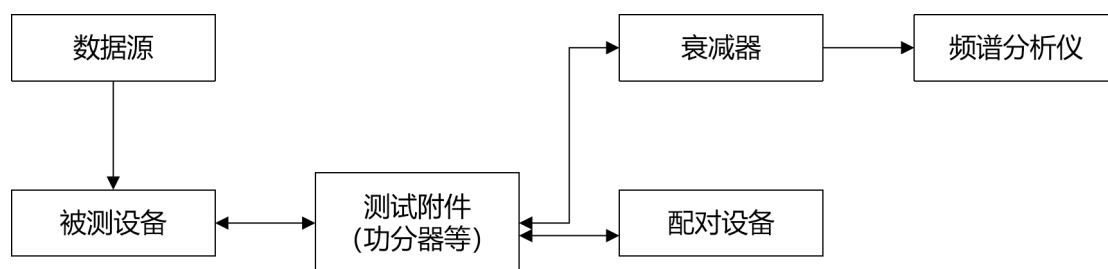 数据源
衰减器
频谱分析仪
被测设备
测试附件
(功分器等)
配对设备